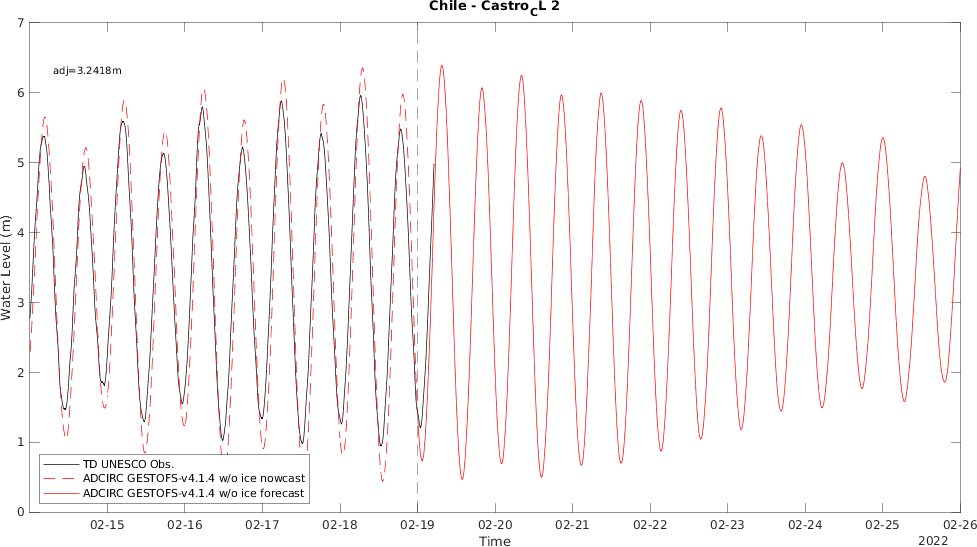 Chile - Castro_CL 2
adj=3.2418m
Water Level (m)
7
6
5
4
3
2
1
0
TD UNESCO Obs.
ADCIRC GESTOFS-v4.1.4 w/o ice nowcast
ADCIRC GESTOFS-v4.1.4 w/o ice forecast
02-15 02-16 02-17 02-18 02-19 02-20 02-21 02-22 02-23 02-24 02-25 02-26
Time
2022